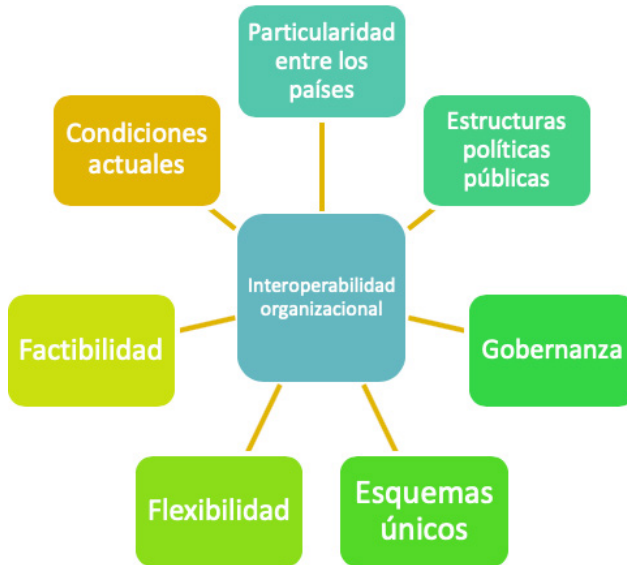 Particularidad
entre los
países
Estructuras
políticas
públicas
Gobernanza
Esquemas
únicos
Flexibilidad
Factibilidad
Condiciones
actuales
Interoperabilidad
organizacional